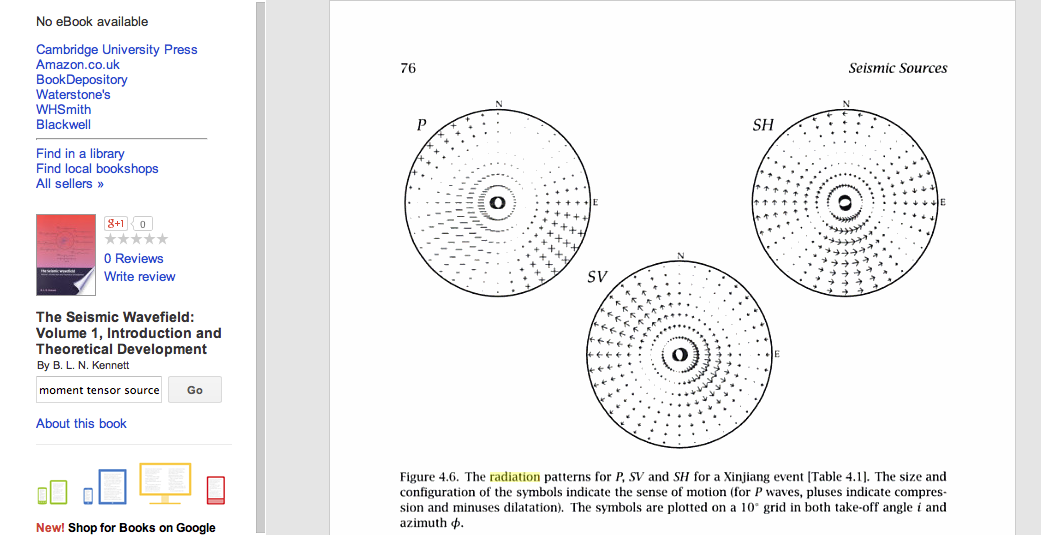 No eBook available
Cambridge University Press
Amazon.co.uk
BookDepository
Waterstone's
WHSmith
Blackwell
Find in a library
Find local bookshops
All sellers »
g+1 0
0 Reviews
Write review
The Seismic Wavefield:
Volume 1, Introduction and
Theoretical Development
By B. L. N. Kennett
moment tensor source Go
About this book
New! Shop for Books on Google
76 Seismic Sources
N N
P SH
E E
N
SV
E
Figure 4.6. The radiation patterns for P, SV and SH for a Xinjiang event [Table 4.1]. The size and
configuration of the symbols indicate the sense of motion (for P waves, pluses indicate compres-
sion and minuses dilatation). The symbols are plotted on a 10° grid in both take-off angle i and
azimuth ϕ.